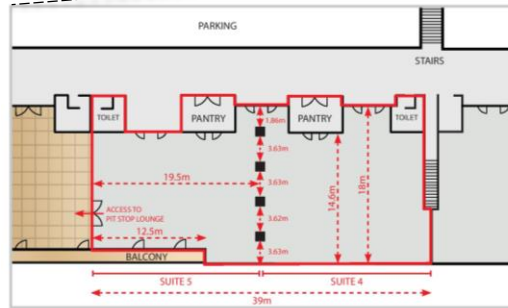 PARKING
STAIRS
TOILET
PANTRY
PANTRY
TOILET
1.86m
3.63m
19.5m
3.63m
14.6m
18m
ACCESS TO
PIT STOP LOUNGE
3.62m
12.5m
3.63m
BALCONY
SUITE 5
SUITE 4
39m